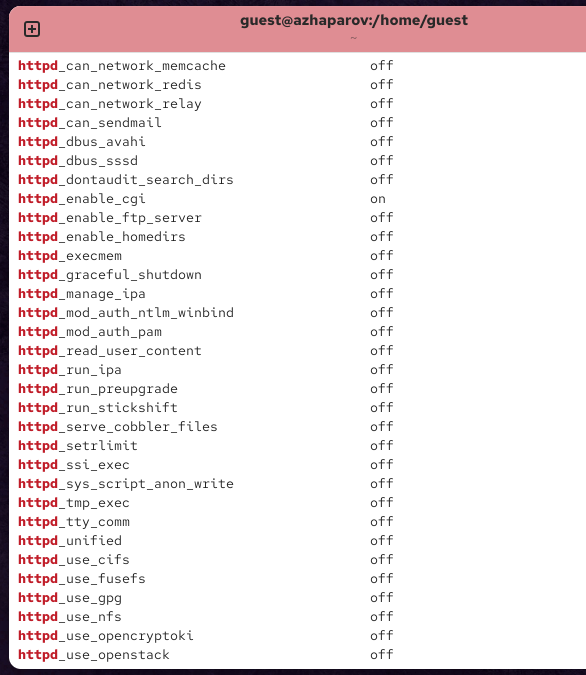 guest@azhaparov:/home/guest
~
httpd_can_network_memcache off
httpd_can_network_redis off
httpd_can_network_relay off
httpd_can_sendmail off
httpd_dbus_avahi off
httpd_dbus_sssd off
httpd_dontaudit_search_dirs off
httpd_enable_cgi on
httpd_enable_ftp_server off
httpd_enable_homedirs off
httpd_execmem off
httpd_graceful_shutdown off
httpd_manage_ipa off
httpd_mod_auth_ntlm_winbind off
httpd_mod_auth_pam off
httpd_read_user_content off
httpd_run_ipa off
httpd_run_preupgrade off
httpd_run_stickshift off
httpd_serve_cobbler_files off
httpd_setrlimit off
httpd_ssi_exec off
httpd_sys_script_anon_write off
httpd_tmp_exec off
httpd_tty_comm off
httpd_unified off
httpd_use_cifs off
httpd_use_fusefs off
httpd_use_gpg off
httpd_use_nfs off
httpd_use_opencryptoki off
httpd_use_openstack off